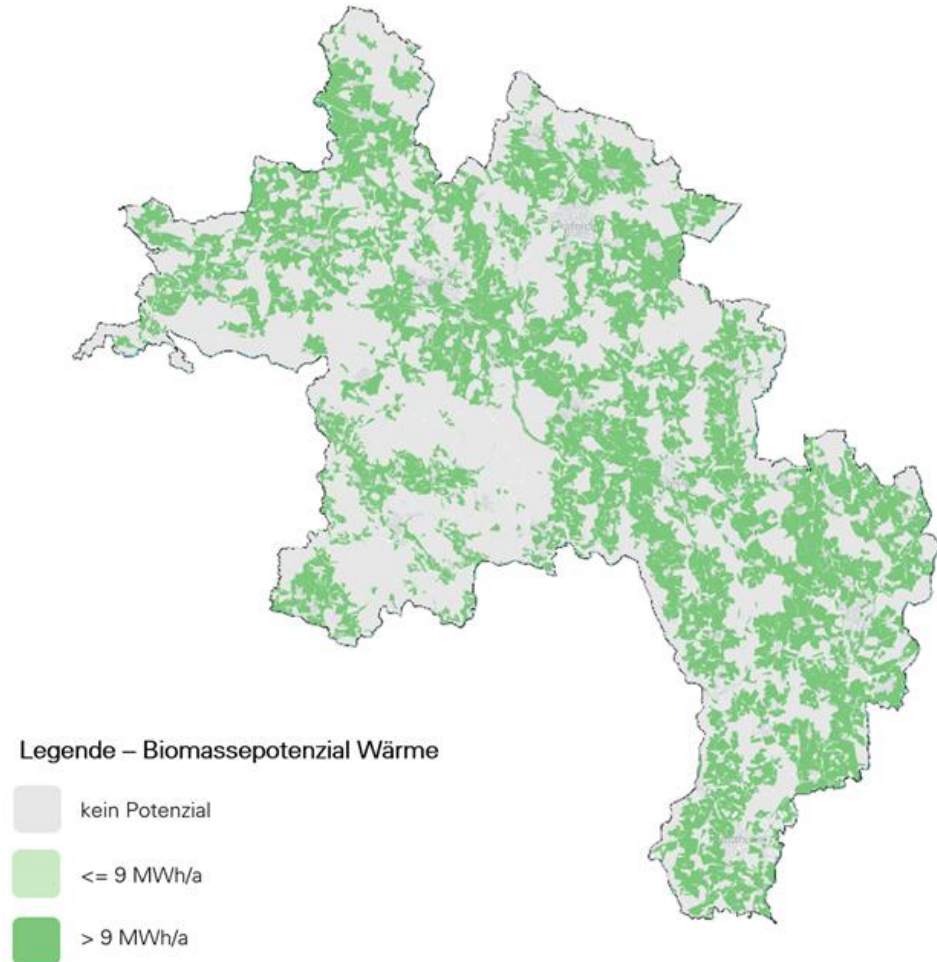 Legende – Biomassepotenzial Wärme
kein Potenzial
<= 9 MWh/a
> 9 MWh/a